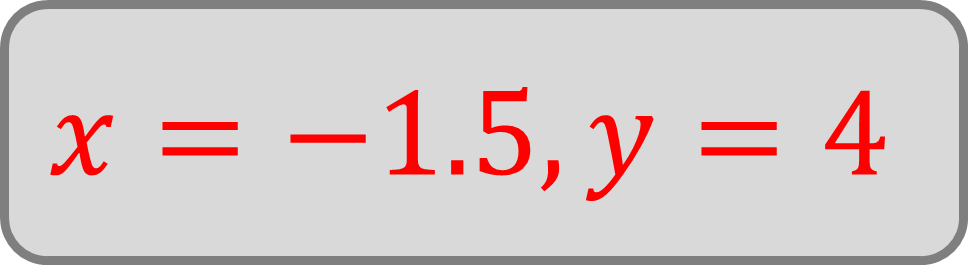 x = −1.5, y = 4